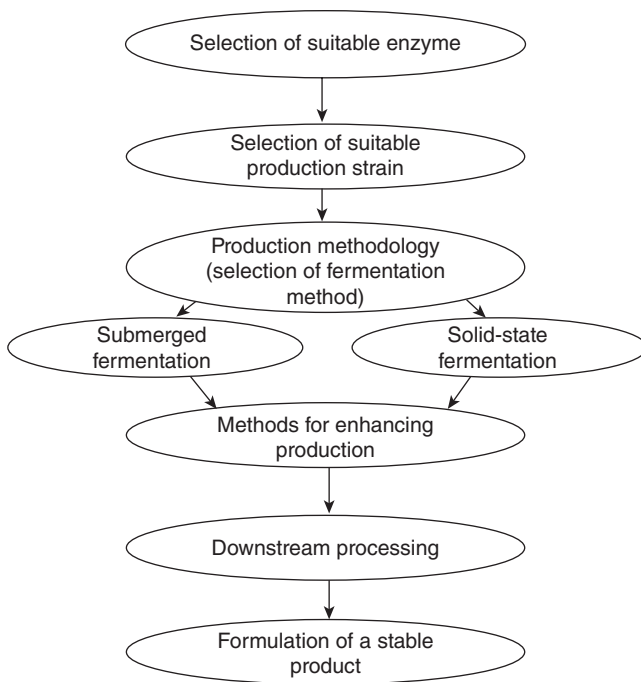 Selection of suitable enzyme
Selection of suitable
production strain
Production methodology
(selection of fermentation
method)
Submerged
fermentation
Solid-state
fermentation
Methods for enhancing
production
Downstream processing
Formulation of a stable
product